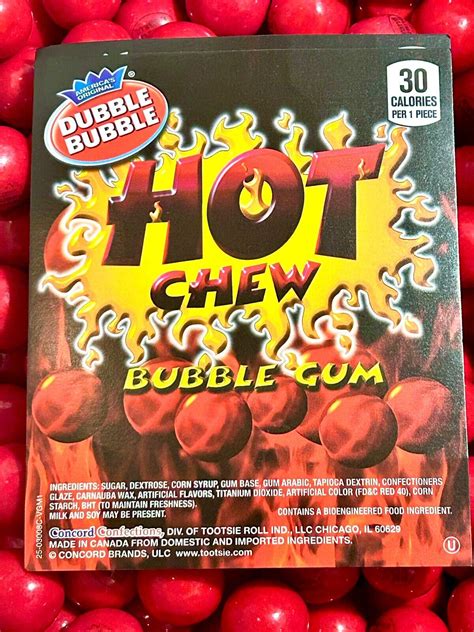 AMERICA'S
ORIGINAL
®
DUBBLE
BUBBLE
30
CALORIES
PER 1 PIECE
HOT
CHEW
BUBBLE GUM
INGREDIENTS: SUGAR, DEXTROSE, CORN SYRUP, GUM BASE, GUM ARABIC, TAPIOCA DEXTRIN, CONFECTIONERS
GLAZE, CARNAUBA WAX, ARTIFICIAL FLAVORS, TITANIUM DIOXIDE, ARTIFICIAL COLOR (FD&C RED 40), CORN
STARCH, BHT (TO MAINTAIN FRESHNESS).
MILK AND SOY MAY BE PRESENT.
CONTAINS A BIOENGINEERED FOOD INGREDIENT.
Concord Confections, DIV. OF TOOTSIE ROLL IND., LLC CHICAGO, IL 60629
MADE IN CANADA FROM DOMESTIC AND IMPORTED INGREDIENTS.
© CONCORD BRANDS, ULC www.tootsie.com
U